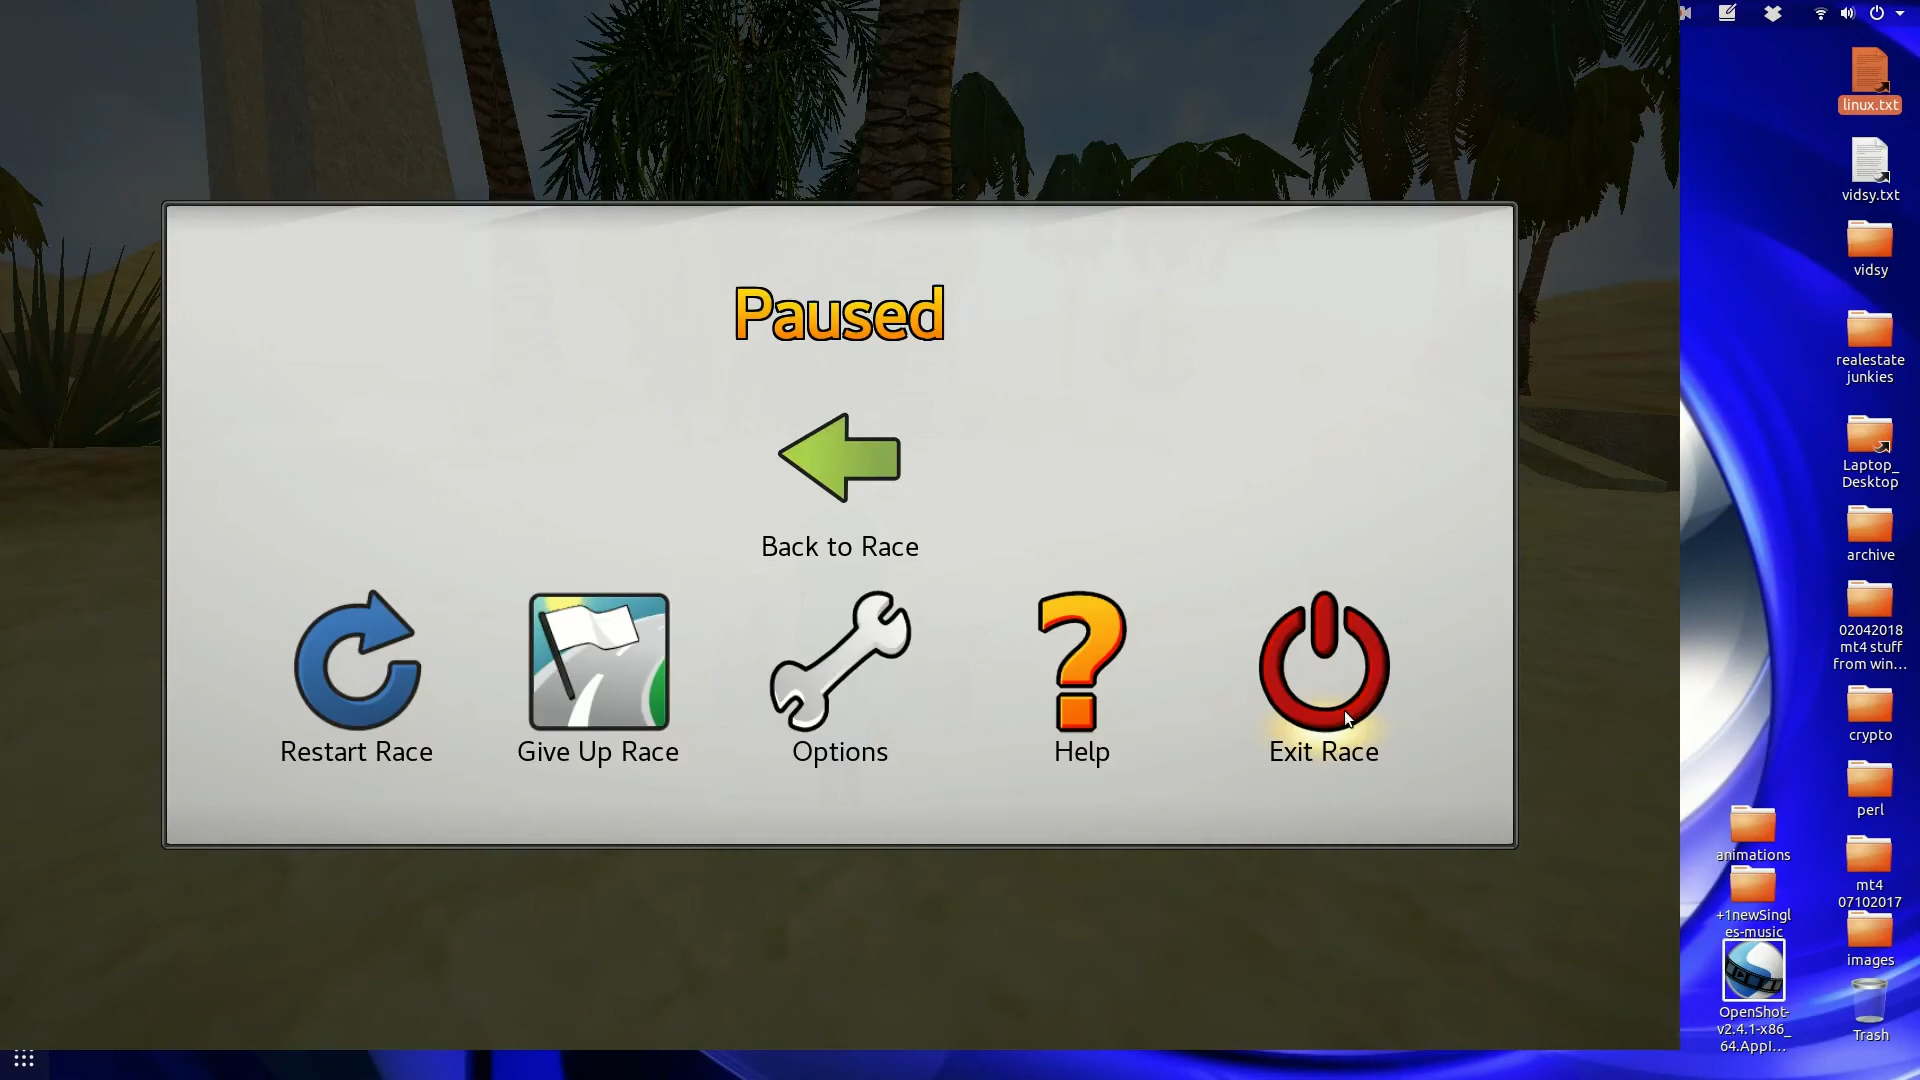 Paused
Back to Race
Restart Race
Give Up Race
Options
Help
Exit Race
linux.txt
vidsy.txt
vidsy
realestate
junkies
Laptop_
Desktop
archive
02042018
mt4 stuff
from win...
crypto
perl
animations
mt4
07102017
+1newSingl
es-music
images
OpenShot-
v2.4.1-x86_
64.AppI...
Trash